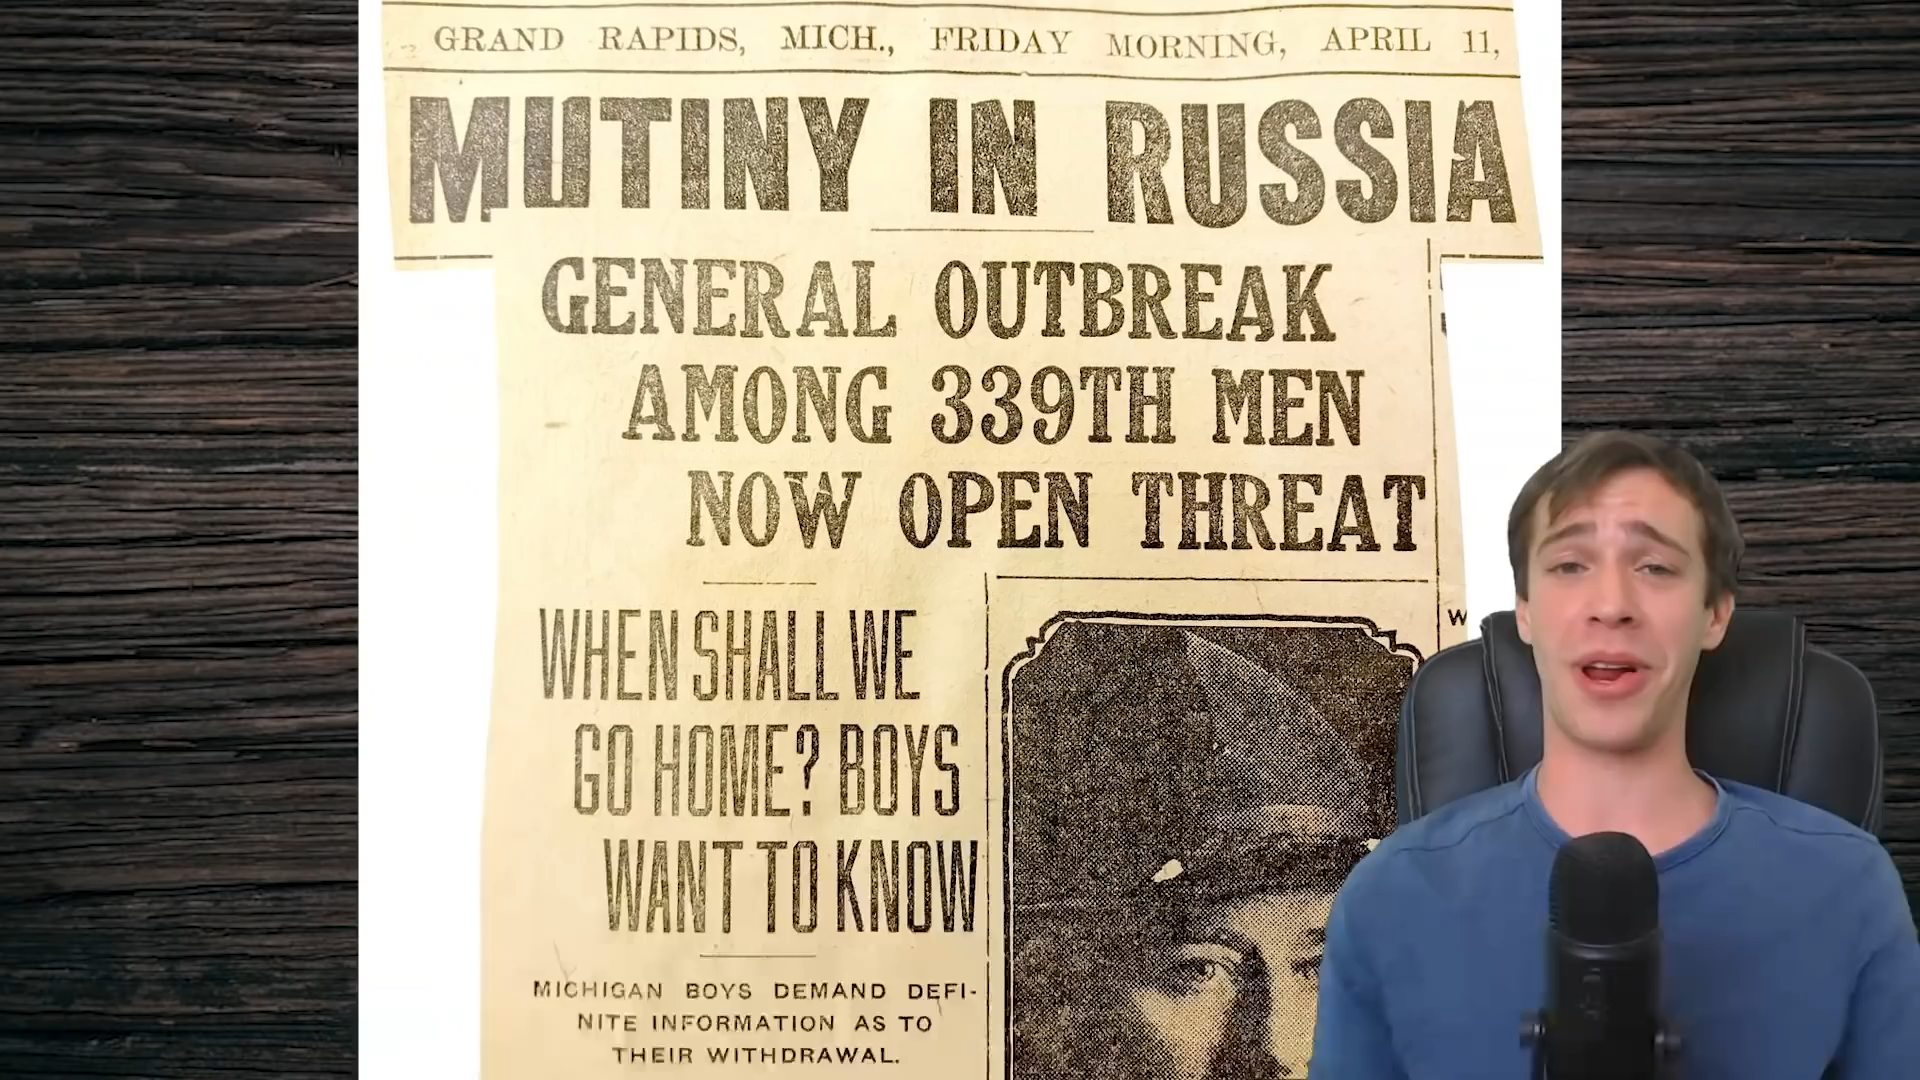 GRAND RAPIDS, MICH., FRIDAY MORNING, APRIL 11,
MUTINY IN RUSSIA
GENERAL OUTBREAK
AMONG 339TH MEN
NOW OPEN THREAT
WHEN SHALL WE
GO HOME? BOYS
WANT TO KNOW
MICHIGAN BOYS DEMAND DEFI-
NITE INFORMATION AS TO
THEIR WITHDRAWAL.